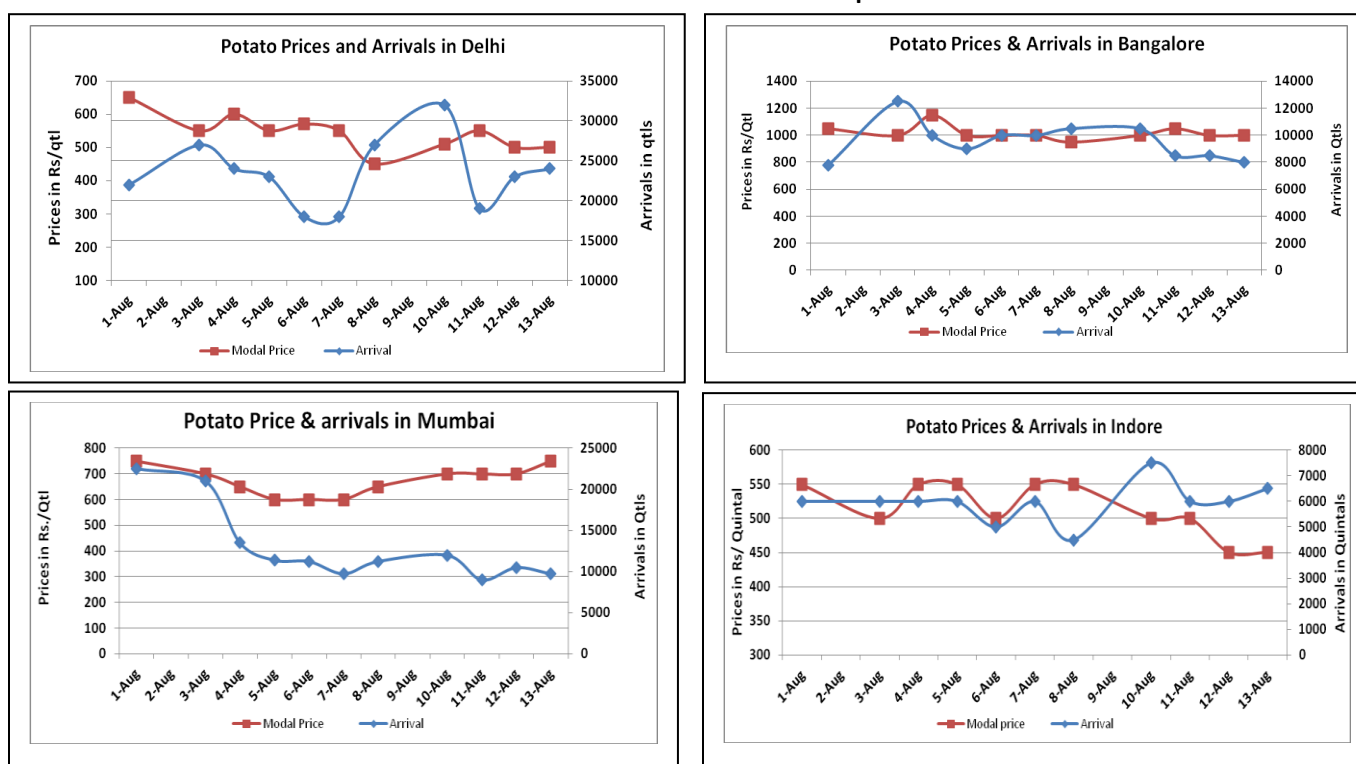 Potato Prices and Arrivals in Delhi
700
600
500
400
300
200
100
35000
30000
25000
20000
15000
10000
Prices in Rs/qtl
Arrivals in qtls
1-Aug
2-Aug
3-Aug
4-Aug
5-Aug
6-Aug
7-Aug
8-Aug
9-Aug
10-Aug
11-Aug
12-Aug
13-Aug
Modal Price
Arrival
Potato Prices & Arrivals in Bangalore
1400
1200
1000
800
600
400
200
0
14000
12000
10000
8000
6000
4000
2000
0
Prices in Rs/Qtl
Arrivals in Qtls
1-Aug
2-Aug
3-Aug
4-Aug
5-Aug
6-Aug
7-Aug
8-Aug
9-Aug
10-Aug
11-Aug
12-Aug
13-Aug
Modal Price
Arrival
Potato Price & arrivals in Mumbai
800
700
600
500
400
300
200
100
0
25000
20000
15000
10000
5000
0
Prices in Rs./Qtl
Arrivals in Qtls
1-Aug
2-Aug
3-Aug
4-Aug
5-Aug
6-Aug
7-Aug
8-Aug
9-Aug
10-Aug
11-Aug
12-Aug
13-Aug
Modal Price
Arrival
Potato Prices & Arrivals in Indore
600
550
500
450
400
350
300
8000
7000
6000
5000
4000
3000
2000
1000
0
Prices in Rs/ Quintal
Arrivals in Quintals
1-Aug
2-Aug
3-Aug
4-Aug
5-Aug
6-Aug
7-Aug
8-Aug
9-Aug
10-Aug
11-Aug
12-Aug
13-Aug
Modal price
Arrival